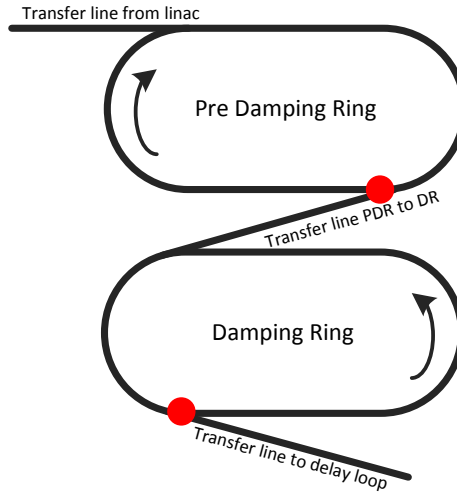 Transfer line from linac
Pre Damping Ring
Transfer line PDR to DR
Damping Ring
Transfer line to delay loop